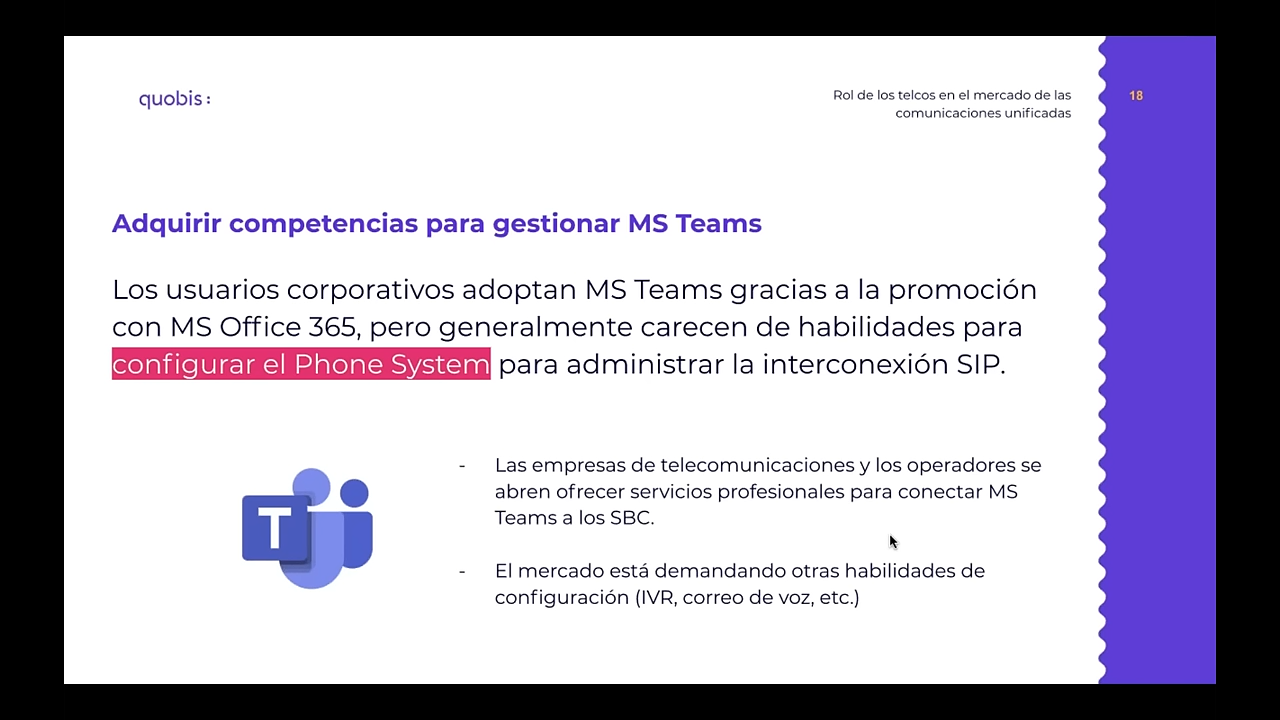 quobis:
Rol de los telcos en el mercado de las
comunicaciones unificadas
18
Adquirir competencias para gestionar MS Teams
Los usuarios corporativos adoptan MS Teams gracias a la promoción
con MS Office 365, pero generalmente carecen de habilidades para
configurar el Phone System para administrar la interconexión SIP.
T
- Las empresas de telecomunicaciones y los operadores se
abren ofrecer servicios profesionales para conectar MS
Teams a los SBC.
- El mercado está demandando otras habilidades de
configuración (IVR, correo de voz, etc.)